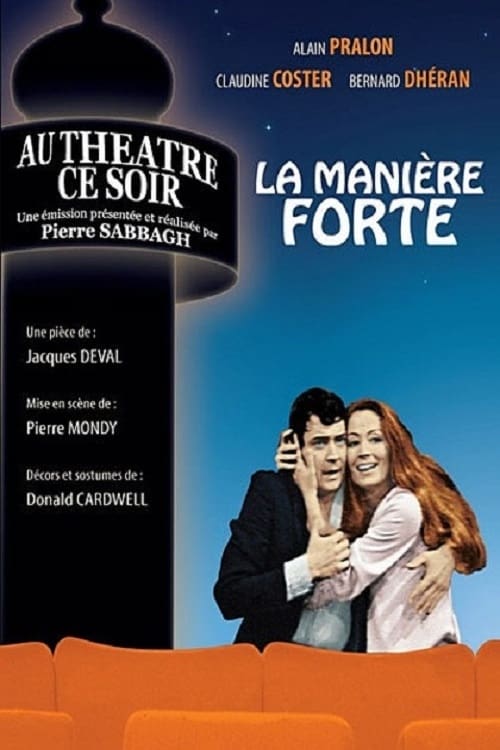 ALAIN PRALON
CLAUDINE COSTER BERNARD DHÉRAN
AU THEATRE
CE SOIR
Une émission présentée et réalisée par
Pierre SABBAGH
LA MANIÈRE
FORTE
Une pièce de :
Jacques DEVAL
Mise en scène de :
Pierre MONDY
Décors et sostumes de :
Donald CARDWELL